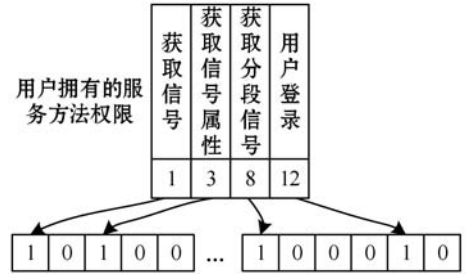 用户拥有的服
务方法权限
获取信号
获取信号属性
获取分段信号
用户登录
1 3 8 12
1 0 1 0 0 ... 1 0 0 0 1 0